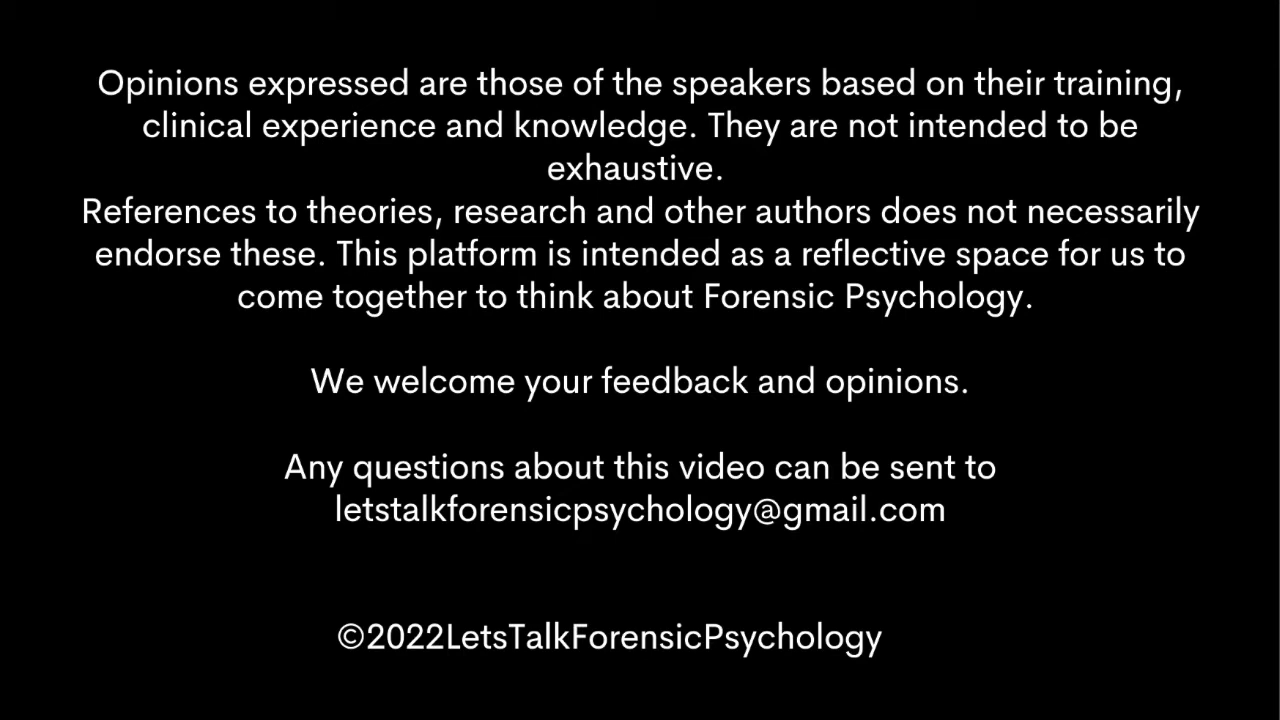 Opinions expressed are those of the speakers based on their training,
clinical experience and knowledge. They are not intended to be
exhaustive.
References to theories, research and other authors does not necessarily
endorse these. This platform is intended as a reflective space for us to
come together to think about Forensic Psychology.
We welcome your feedback and opinions.
Any questions about this video can be sent to
letstalkforensicpsychology@gmail.com
©2022LetsTalkForensicPsychology